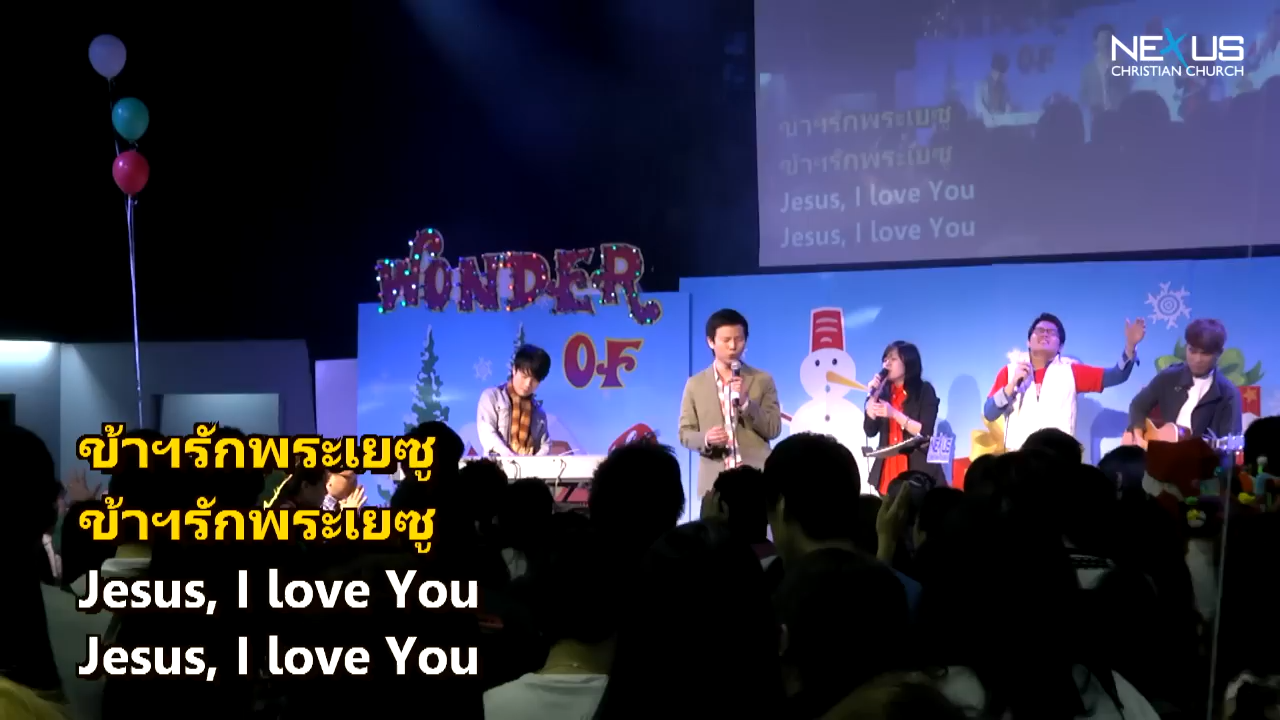 NEXUS
CHRISTIAN CHURCH
ข้าฯรักพระเยซู
ข้าฯรักพระเยซู
Jesus, I love You
Jesus, I love You
WONDER
OF
ข้าฯรักพระเยซู
ข้าฯรักพระเยซู
Jesus, I love You
Jesus, I love You